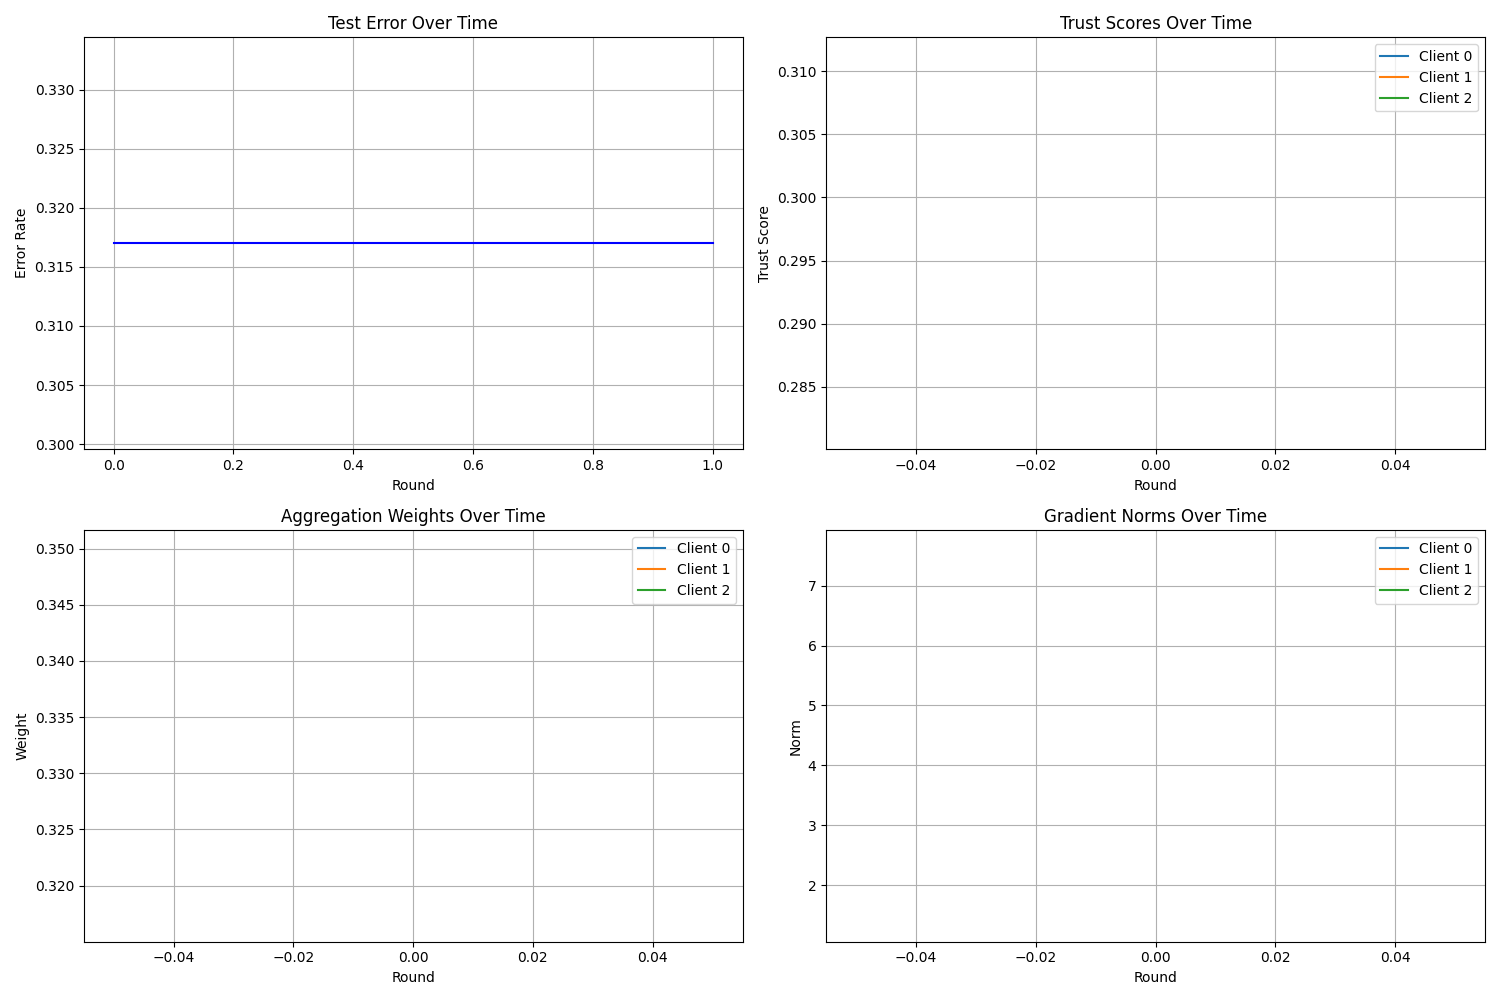 Test Error Over Time
Error Rate
0.330
0.325
0.320
0.315
0.310
0.305
0.300
0.0 0.2 0.4 0.6 0.8 1.0
Round
Trust Scores Over Time
Trust Score
0.310
0.305
0.300
0.295
0.290
0.285
Client 0
Client 1
Client 2
−0.04 −0.02 0.00 0.02 0.04
Round
Aggregation Weights Over Time
Weight
0.350
0.345
0.340
0.335
0.330
0.325
0.320
Client 0
Client 1
Client 2
−0.04 −0.02 0.00 0.02 0.04
Round
Gradient Norms Over Time
Norm
7
6
5
4
3
2
Client 0
Client 1
Client 2
−0.04 −0.02 0.00 0.02 0.04
Round